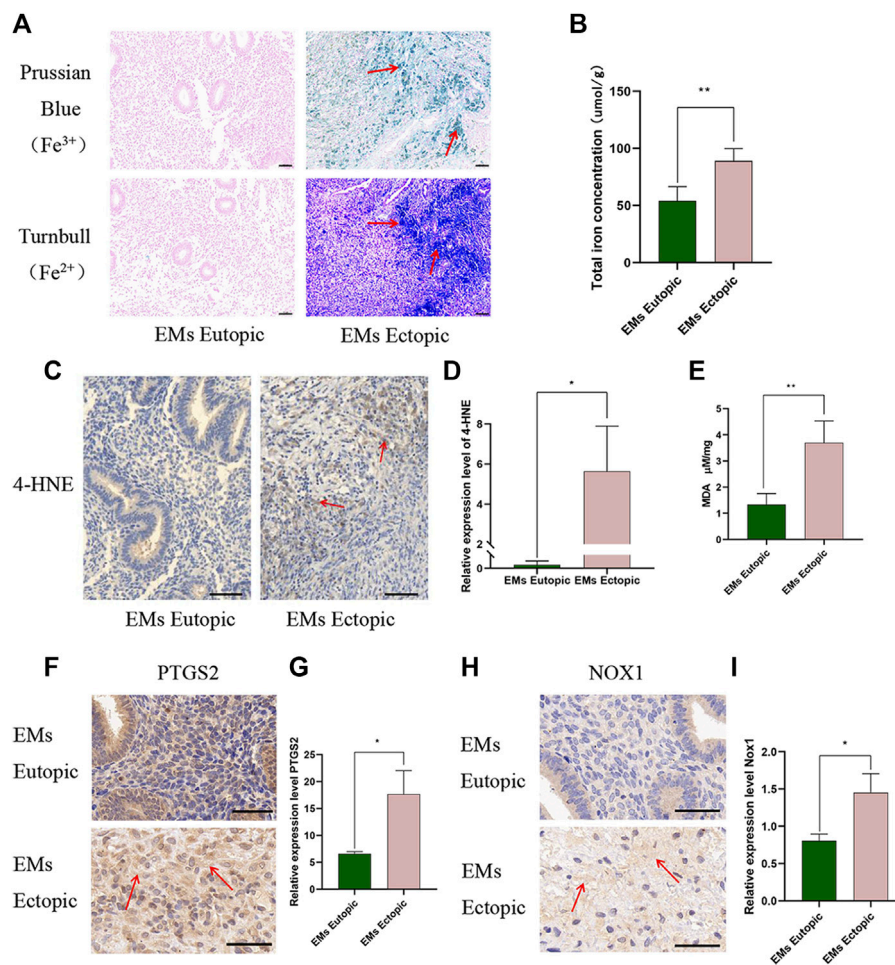 A
Prussian
Blue
（Fe³⁺）
Turnbull
（Fe²⁺）
EMs Eutopic
EMs Ectopic
B
Total iron concentration（umol/g）
150
100
50
0
**
EMs Eutopic
EMs Ectopic
C
4-HNE
EMs Eutopic
EMs Ectopic
D
Relative expression level of 4-HNE
8
6
4
2
0
*
EMs Eutopic
EMs Ectopic
E
MDA μM/mg
5
4
3
2
1
0
**
EMs Eutopic
EMs Ectopic
F
PTGS2
EMs
Eutopic
EMs
Ectopic
G
Relative expression level PTGS2
25
20
15
10
5
0
*
EMs Eutopic
EMs Ectopic
H
NOX1
EMs
Eutopic
EMs
Ectopic
I
Relative expression level Nox1
2.0
1.5
1.0
0.5
0.0
*
EMs Eutopic
EMs Ectopic